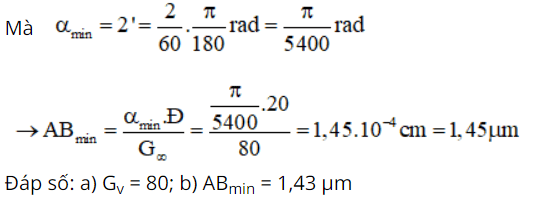 Mà α_min = 2' = 2/60 . π/180 rad = π/5400 rad
→ AB_min = α_min.Đ/G_∞ = (π/5400 .20)/80 = 1,45.10⁻⁴ cm = 1,45μm
Đáp số: a) Gᵥ = 80; b) AB_min = 1,43 μm